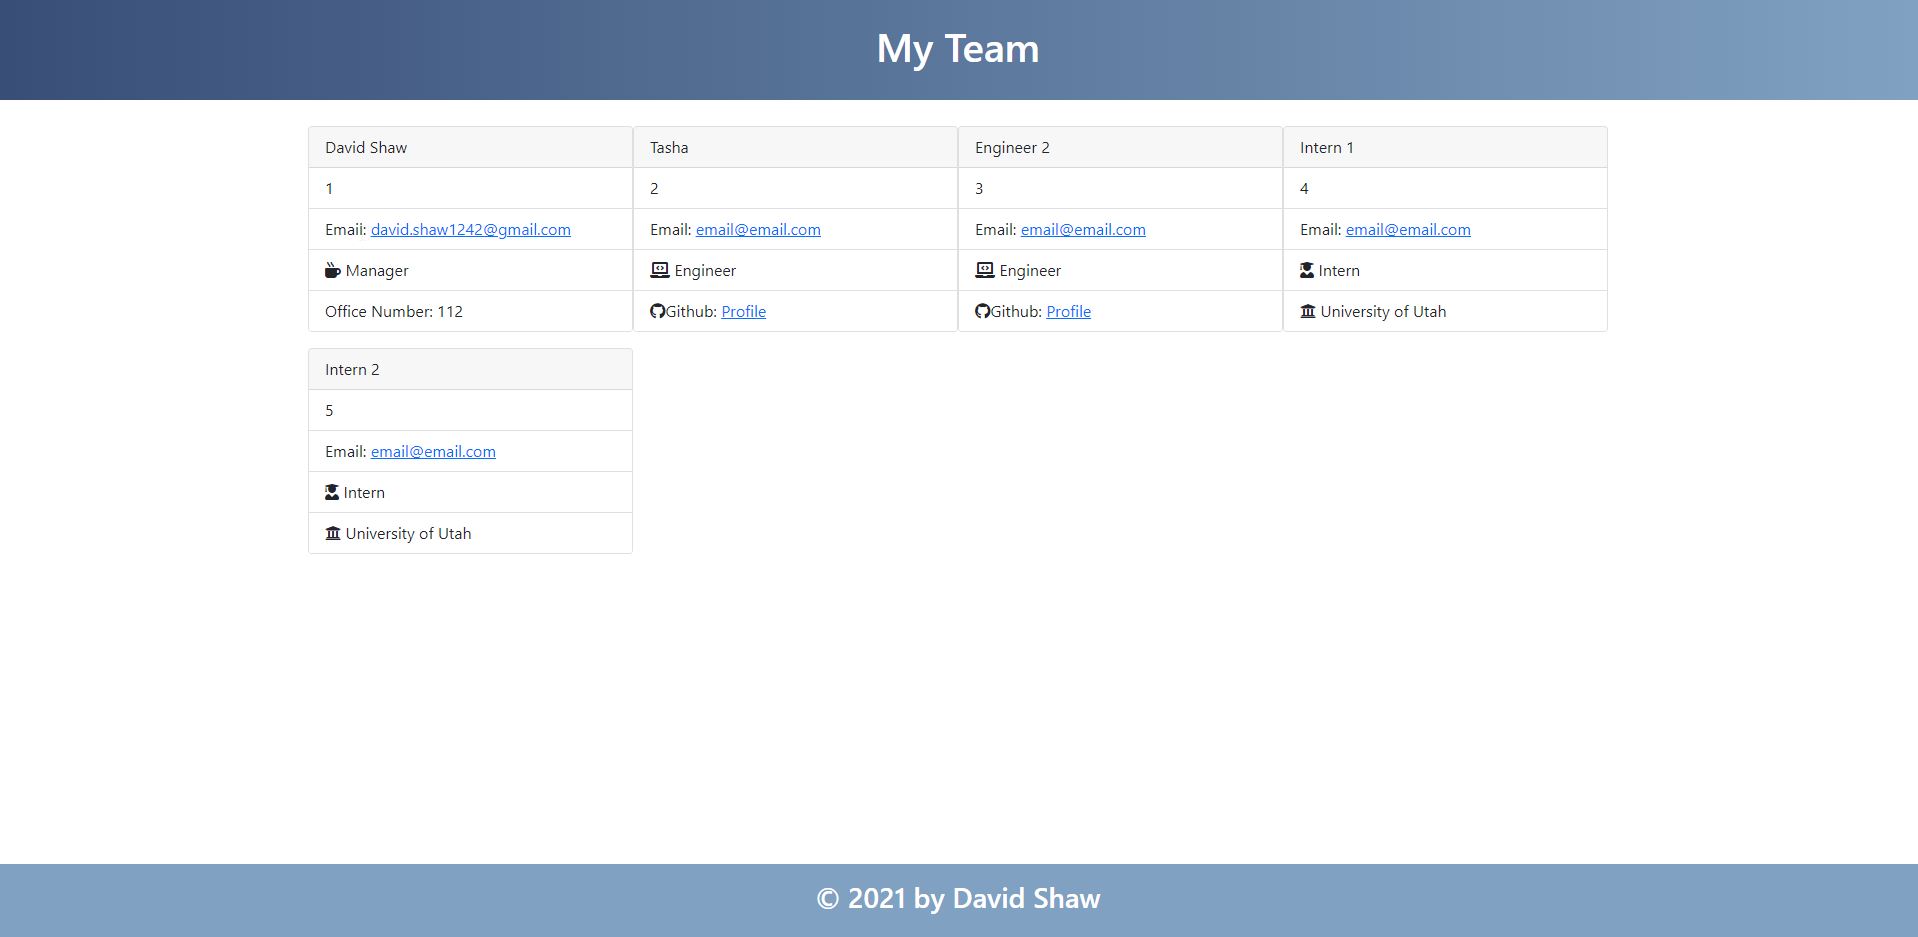 My Team
David Shaw
1
Email: david.shaw1242@gmail.com
Manager
Office Number: 112
Tasha
2
Email: email@email.com
Engineer
Github: Profile
Engineer 2
3
Email: email@email.com
Engineer
Github: Profile
Intern 1
4
Email: email@email.com
Intern
University of Utah
Intern 2
5
Email: email@email.com
Intern
University of Utah
© 2021 by David Shaw